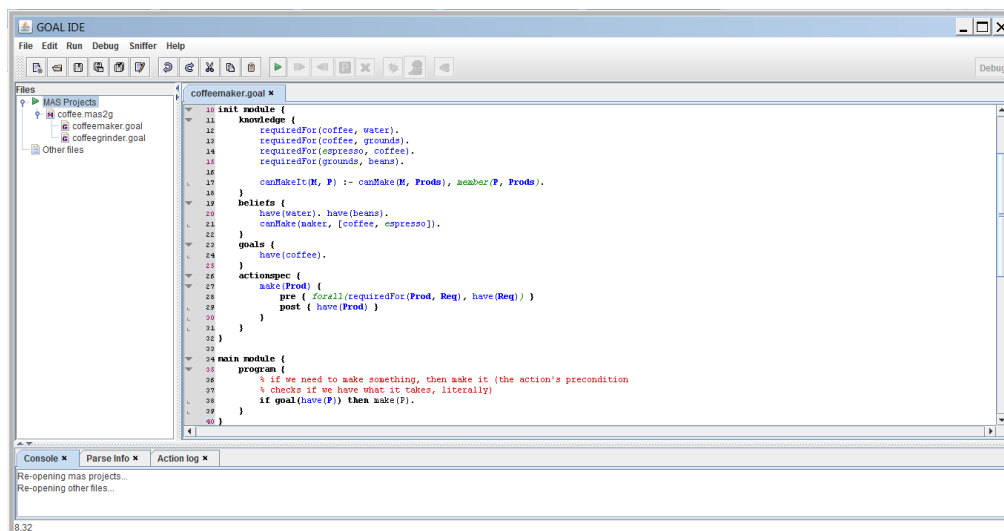 GOAL IDE
File Edit Run Debug Sniffer Help
Debug
Files
MAS Projects
coffee.mas2g
coffeemaker.goal
coffeegrinder.goal
Other files
coffeemaker.goal
10 init module {
11 knowledge {
12 requiredFor(coffee, water).
13 requiredFor(coffee, grounds).
14 requiredFor(espresso, coffee).
15 requiredFor(grounds, beans).
16
17 canMakeIt(M, P) :- canMake(M, Prods), member(P, Prods).
18 }
19 beliefs {
20 have(water). have(beans).
21 canMake(maker, [coffee, espresso]).
22 }
23 goals {
24 have(coffee).
25 }
26 actionspec {
27 make(Prod) {
28 pre { forall(requiredFor(Prod, Req), have(Req)) }
29 post { have(Prod) }
30 }
31 }
32 }
33
34 main module {
35 program {
36 % if we need to make something, then make it (the action's precondition
37 % checks if we have what it takes, literally)
38 if goal(have(P)) then make(P).
39 }
40 }
Console Parse Info Action log
Re-opening mas projects...
Re-opening other files...
8.32